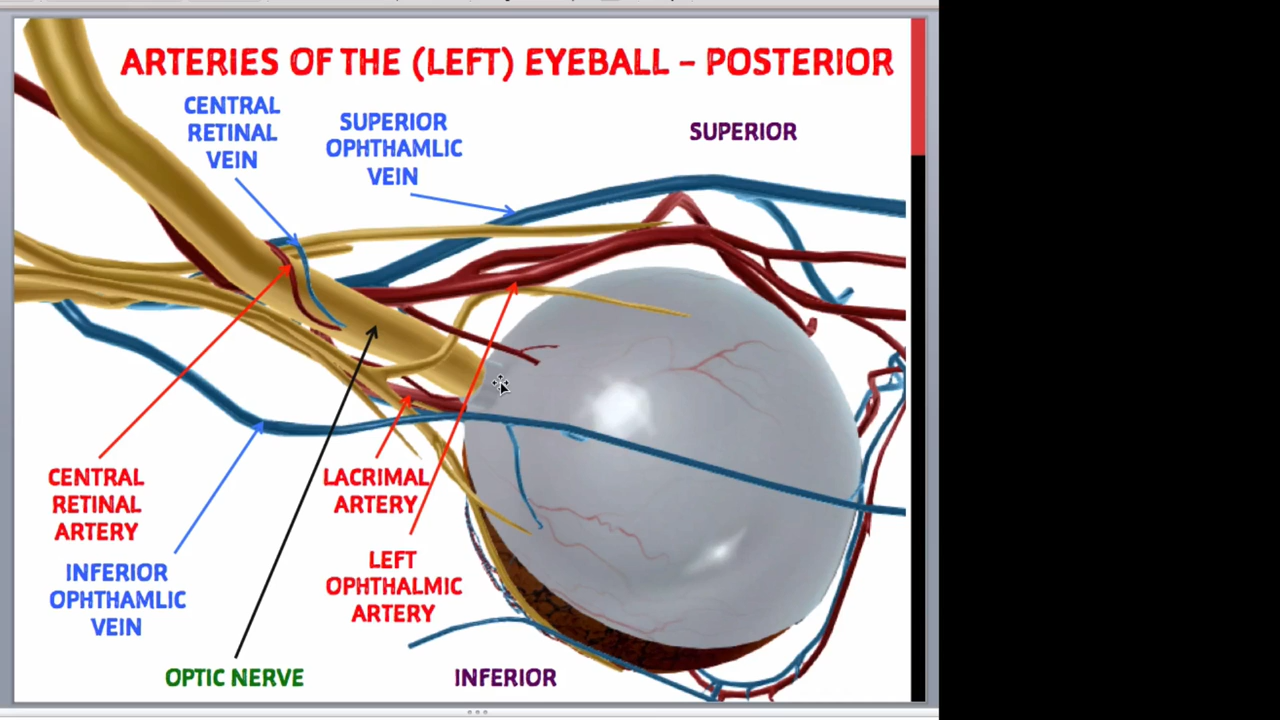 ARTERIES OF THE (LEFT) EYEBALL – POSTERIOR
CENTRAL
RETINAL
VEIN
SUPERIOR
OPHTHAMLIC
VEIN
SUPERIOR
CENTRAL
RETINAL
ARTERY
LACRIMAL
ARTERY
INFERIOR
OPHTHAMLIC
VEIN
LEFT
OPHTHALMIC
ARTERY
OPTIC NERVE
INFERIOR